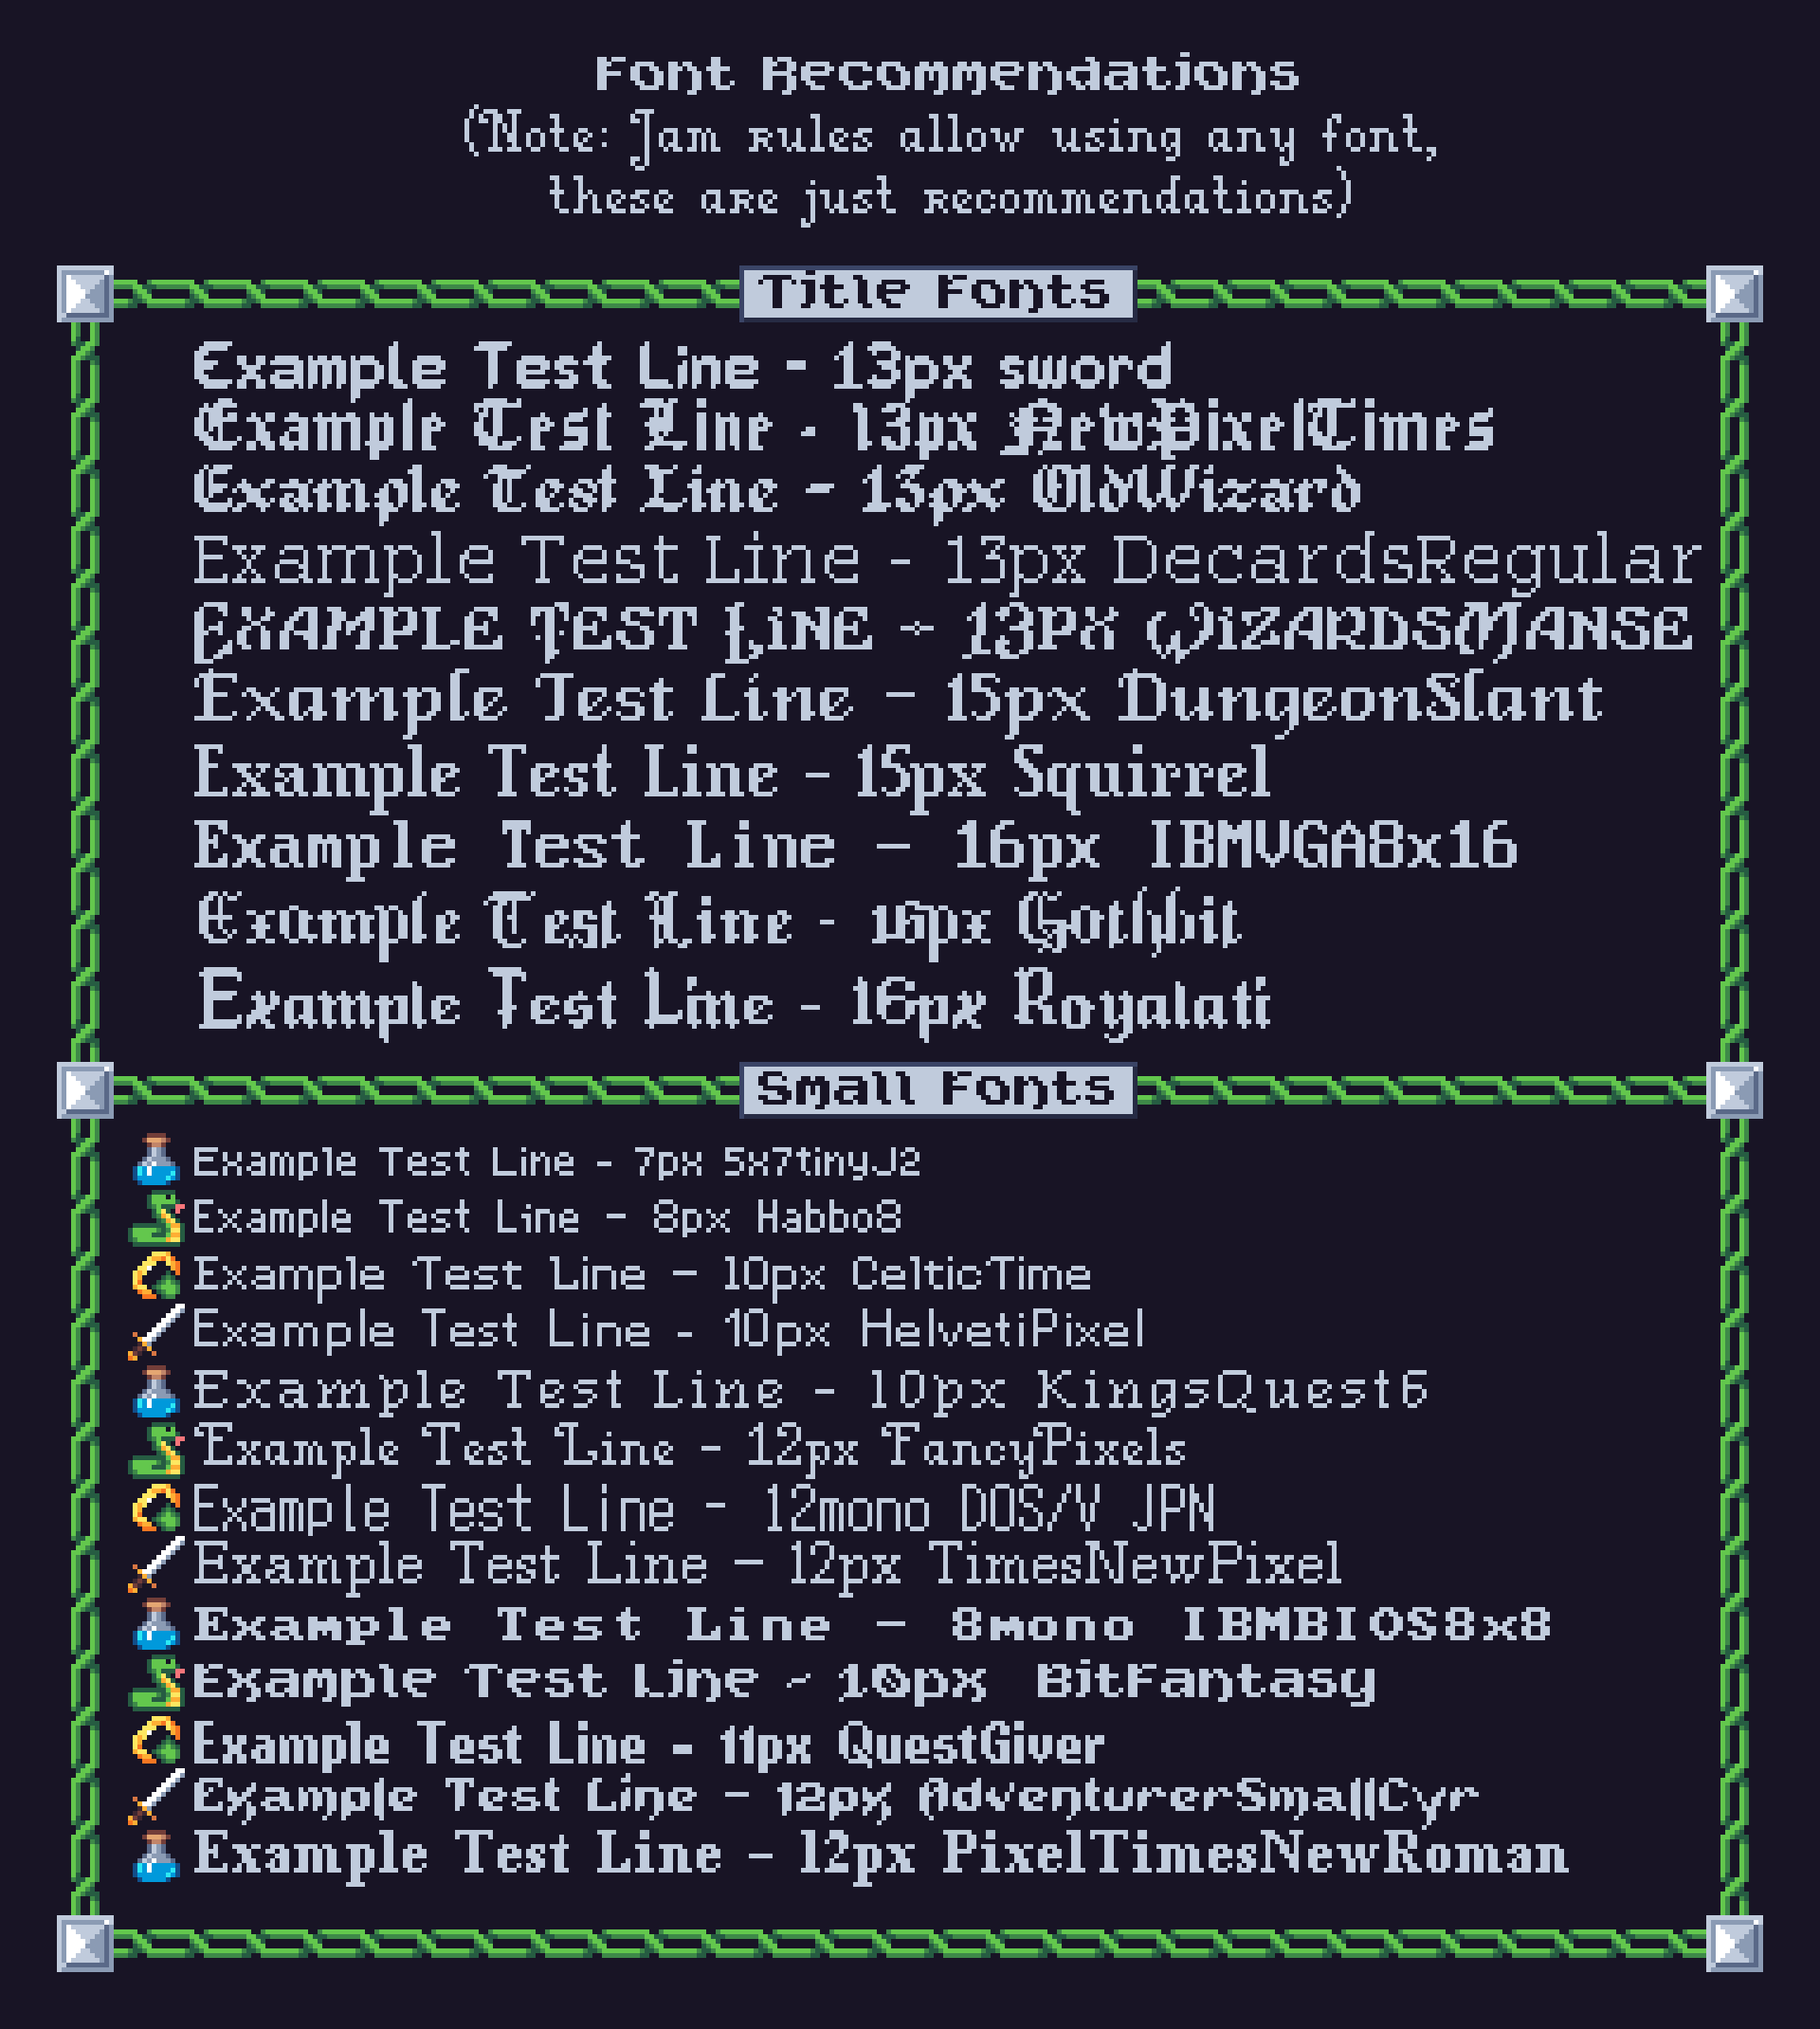 Font Recommendations
(Note: Jam rules allow using any font,
these are just recommendations)
Title Fonts
Example Test Line - 13px sword
Example Test Line - 13px NewPixelTimes
Example Test Line - 13px OldWizard
Example Test Line - 13px DecardsRegular
EXAMPLE TEST LiNE - 13PX WiZARDSMANSE
Example Test Line - 15px DungeonSlant
Example Test Line - 15px Squirrel
Example Test Line - 16px IBMVGA8x16
Example Test Line - 16px Gothbit
Example Test Line - 16px Royalati
Small Fonts
Example Test Line - 7px 5x7tinyJ2
Example Test Line - 8px Habbo8
Example Test Line - 10px CelticTime
Example Test Line - 10px HelvetiPixel
Example Test Line - 10px KingsQuest6
Example Test Line - 12px FancyPixels
Example Test Line - 12mono DOS/V JPN
Example Test Line - 12px TimesNewPixel
Example Test Line - 8mono IBMBIOS8x8
Example Test Line - 10px BitFantasy
Example Test Line - 11px QuestGiver
Example Test Line - 12px AdventurerSmallCyr
Example Test Line - 12px PixelTimesNewRoman